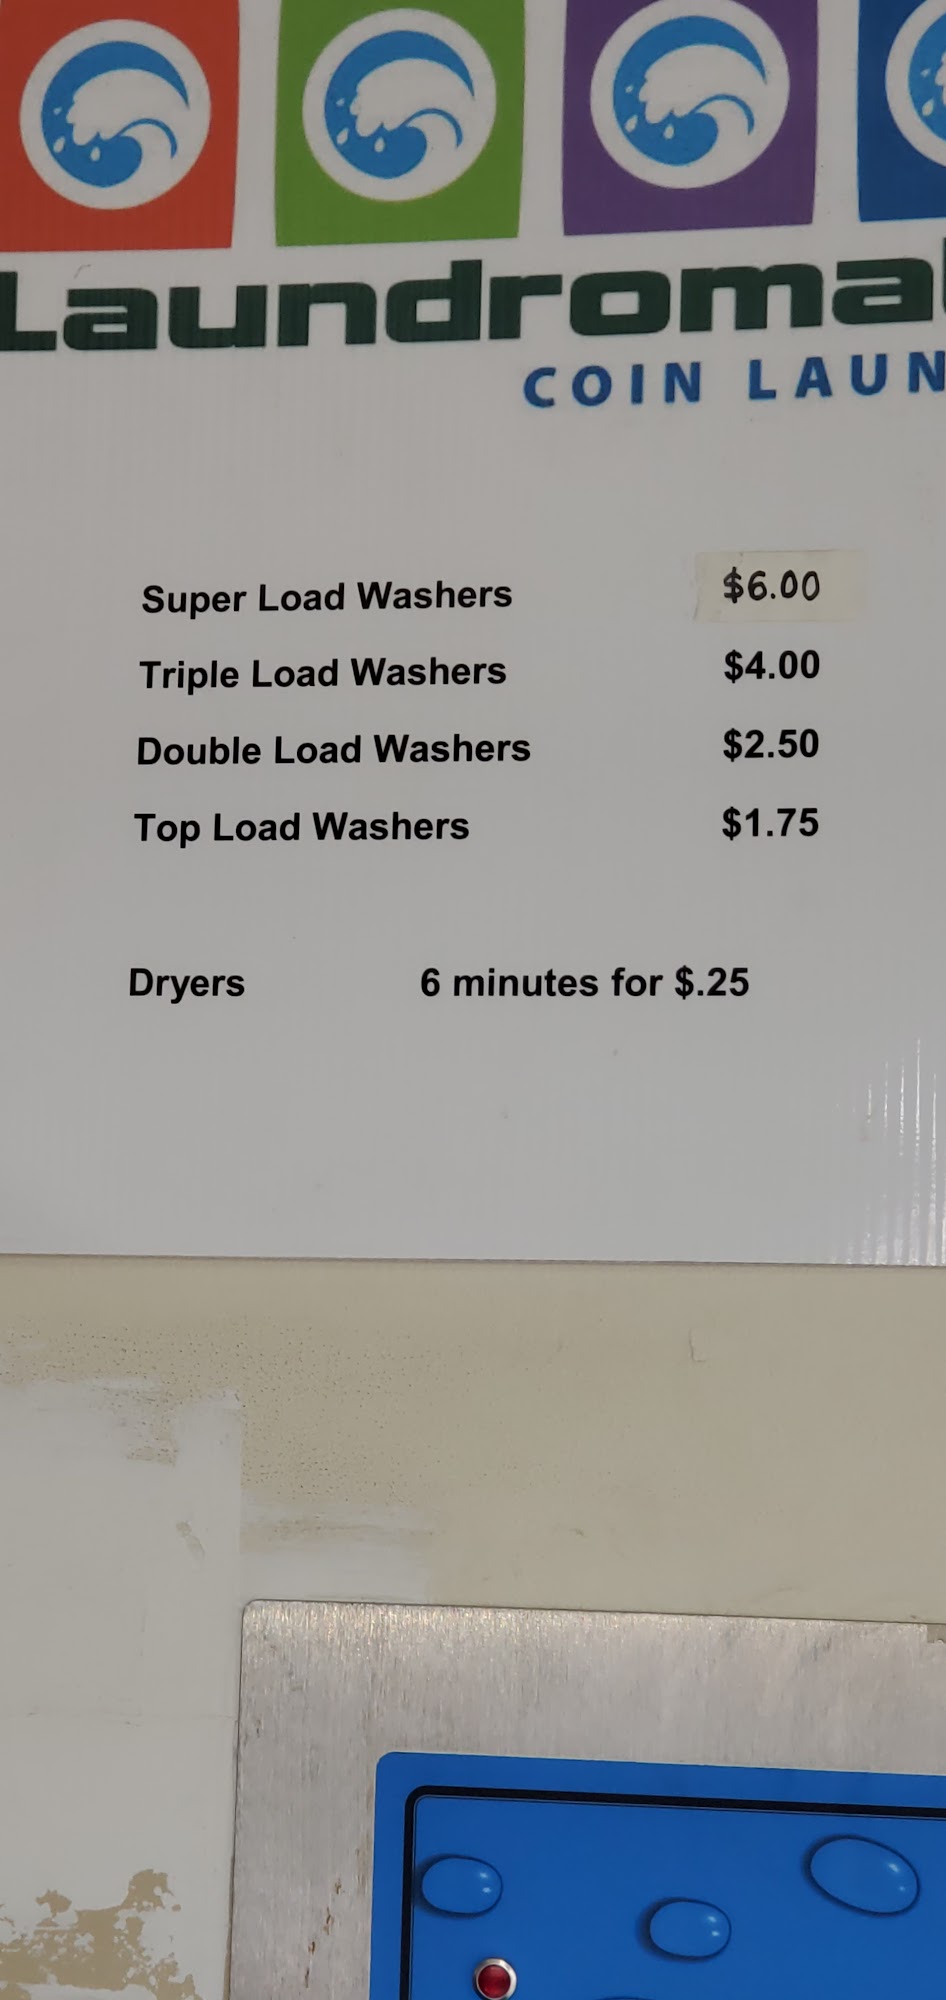 Laundroma
COIN LAUN
Super Load Washers $6.00
Triple Load Washers $4.00
Double Load Washers $2.50
Top Load Washers $1.75
Dryers 6 minutes for $.25